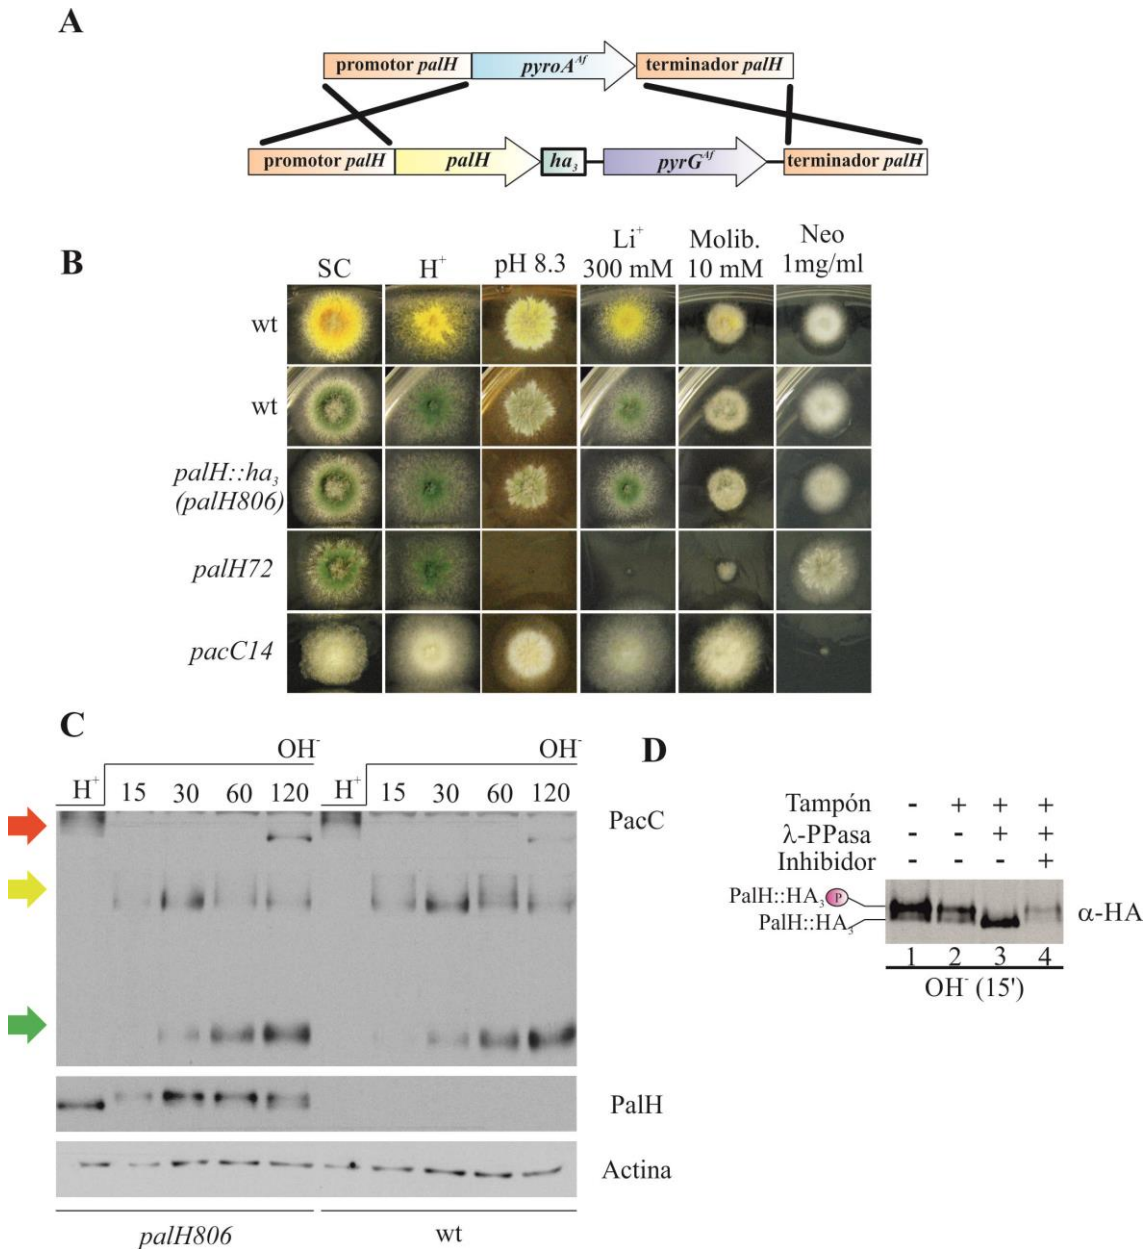 A
promotor palH pyroA^Af terminador palH
promotor palH palH ha₃ pyrG^Af terminador palH
B
SC H⁺ pH 8.3 Li⁺ 300 mM Molib. 10 mM Neo 1mg/ml
wt
wt
palH::ha₃
(palH806)
palH72
pacC14
C
OH⁻ OH⁻
H⁺ 15 30 60 120 H⁺ 15 30 60 120
PacC
PalH
Actina
palH806 wt
D
Tampón - + + +
λ-PPasa - - + +
Inhibidor - - - +
PalH::HA₃ P
PalH::HA₃
α-HA
1 2 3 4
OH⁻ (15')